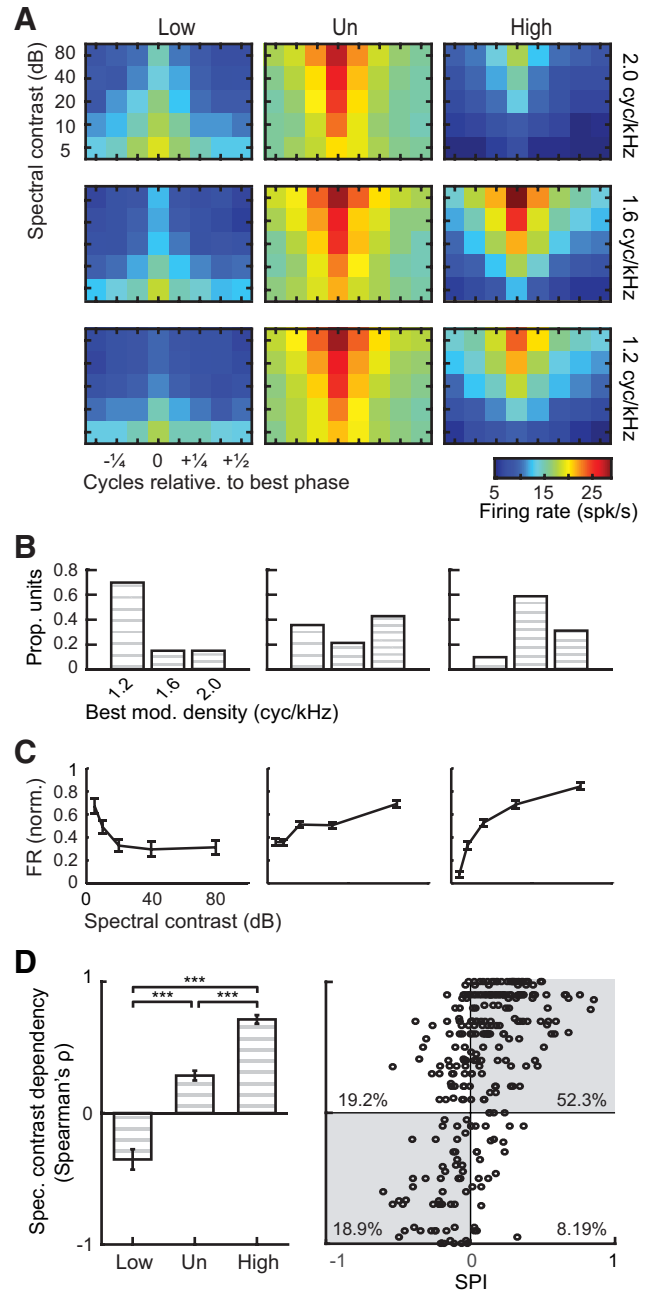 A
Low Un High
Spectral contrast (dB)
80
40
20
10
5
2.0 cyc/kHz
1.6 cyc/kHz
1.2 cyc/kHz
-¼ 0 +¼ +½
Cycles relative. to best phase
5 15 25
Firing rate (spk/s)
B
Prop. units
0.8
0.6
0.4
0.2
0
1.2 1.6 2.0
Best mod. density (cyc/kHz)
C
FR (norm.)
1
0.8
0.6
0.4
0.2
0
0 40 80
Spectral contrast (dB)
D
Spec. contrast dependency
(Spearman's ρ)
1
0
-1
***
*** ***
Low Un High
19.2% 52.3%
18.9% 8.19%
-1 0 1
SPI